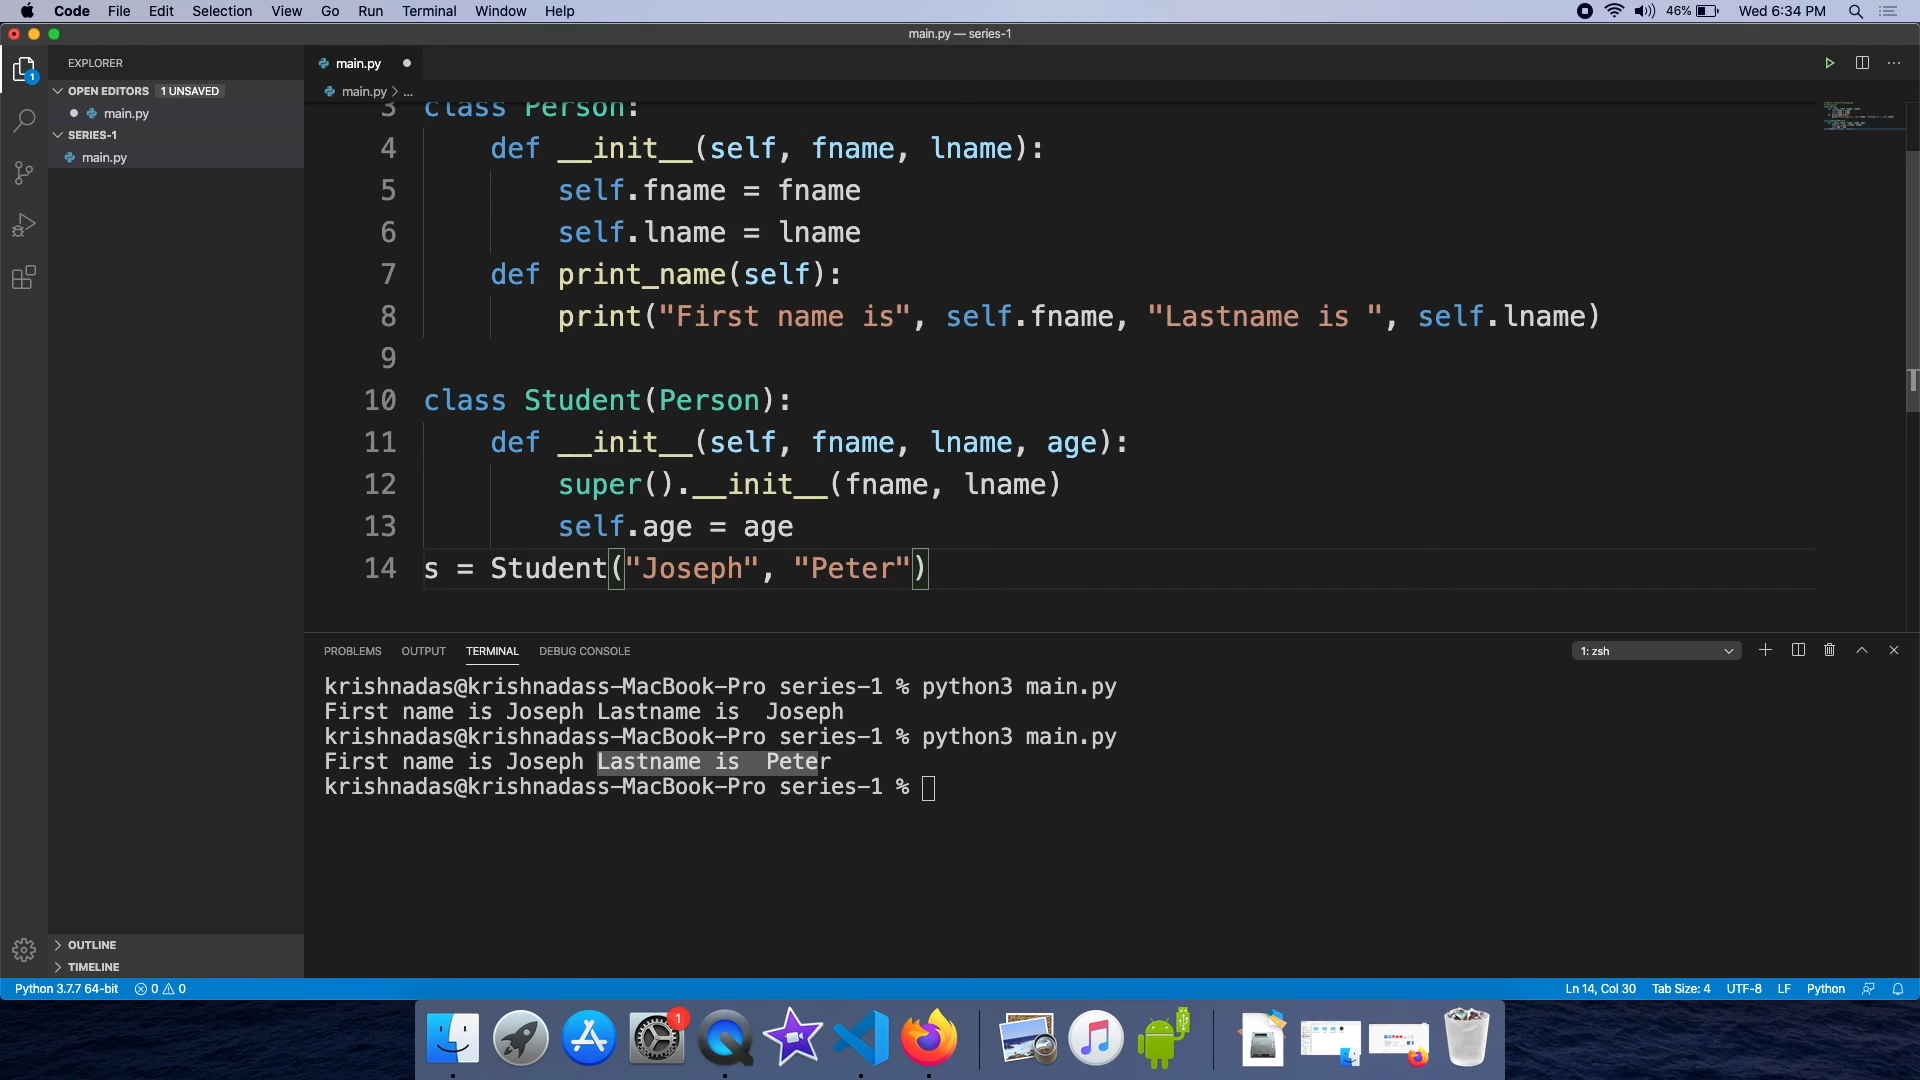 Code File Edit Selection View Go Run Terminal Window Help 46% Wed 6:34 PM
main.py — series-1
EXPLORER
main.py
1
OPEN EDITORS 1 UNSAVED
main.py > ...
main.py
SERIES-1
main.py
3 class Person:
4 def __init__(self, fname, lname):
5 self.fname = fname
6 self.lname = lname
7 def print_name(self):
8 print("First name is", self.fname, "Lastname is ", self.lname)
9
10 class Student(Person):
11 def __init__(self, fname, lname, age):
12 super().__init__(fname, lname)
13 self.age = age
14 s = Student("Joseph", "Peter")
PROBLEMS OUTPUT TERMINAL DEBUG CONSOLE 1: zsh
krishnadas@krishnadass-MacBook-Pro series-1 % python3 main.py
First name is Joseph Lastname is  Joseph
krishnadas@krishnadass-MacBook-Pro series-1 % python3 main.py
First name is Joseph Lastname is  Peter
krishnadas@krishnadass-MacBook-Pro series-1 %
OUTLINE
TIMELINE
Python 3.7.7 64-bit 0 0 Ln 14, Col 30 Tab Size: 4 UTF-8 LF Python
1